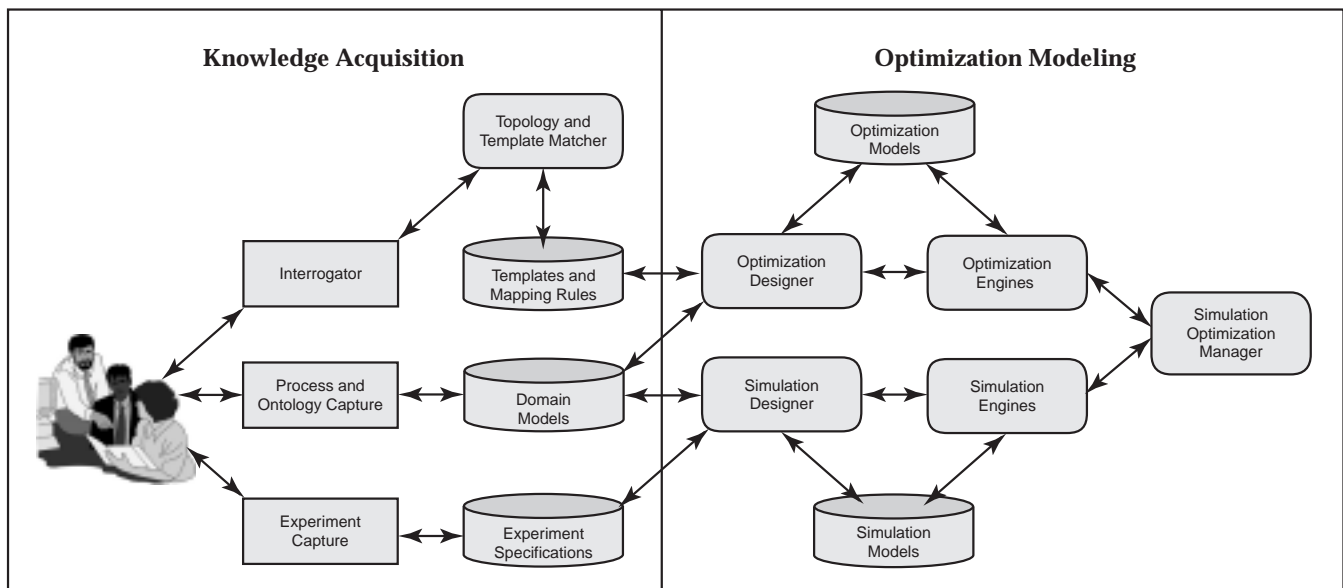 Knowledge Acquisition
Optimization Modeling
Topology and
Template Matcher
Optimization
Models
Interrogator
Templates and
Mapping Rules
Optimization
Designer
Optimization
Engines
Simulation
Optimization
Manager
Process and
Ontology Capture
Domain
Models
Simulation
Designer
Simulation
Engines
Experiment
Capture
Experiment
Specifications
Simulation
Models